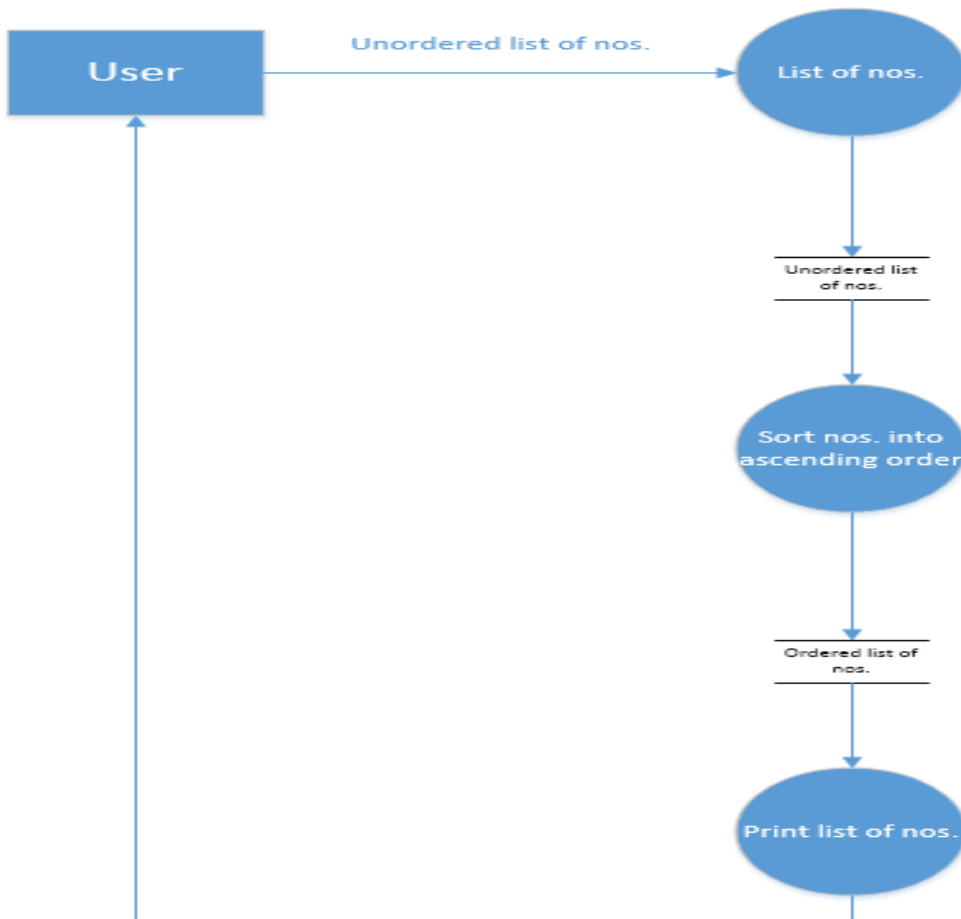 User
Unordered list of nos.
List of nos.
Unordered list
of nos.
Sort nos. into
ascending order
Ordered list of
nos.
Print list of nos.